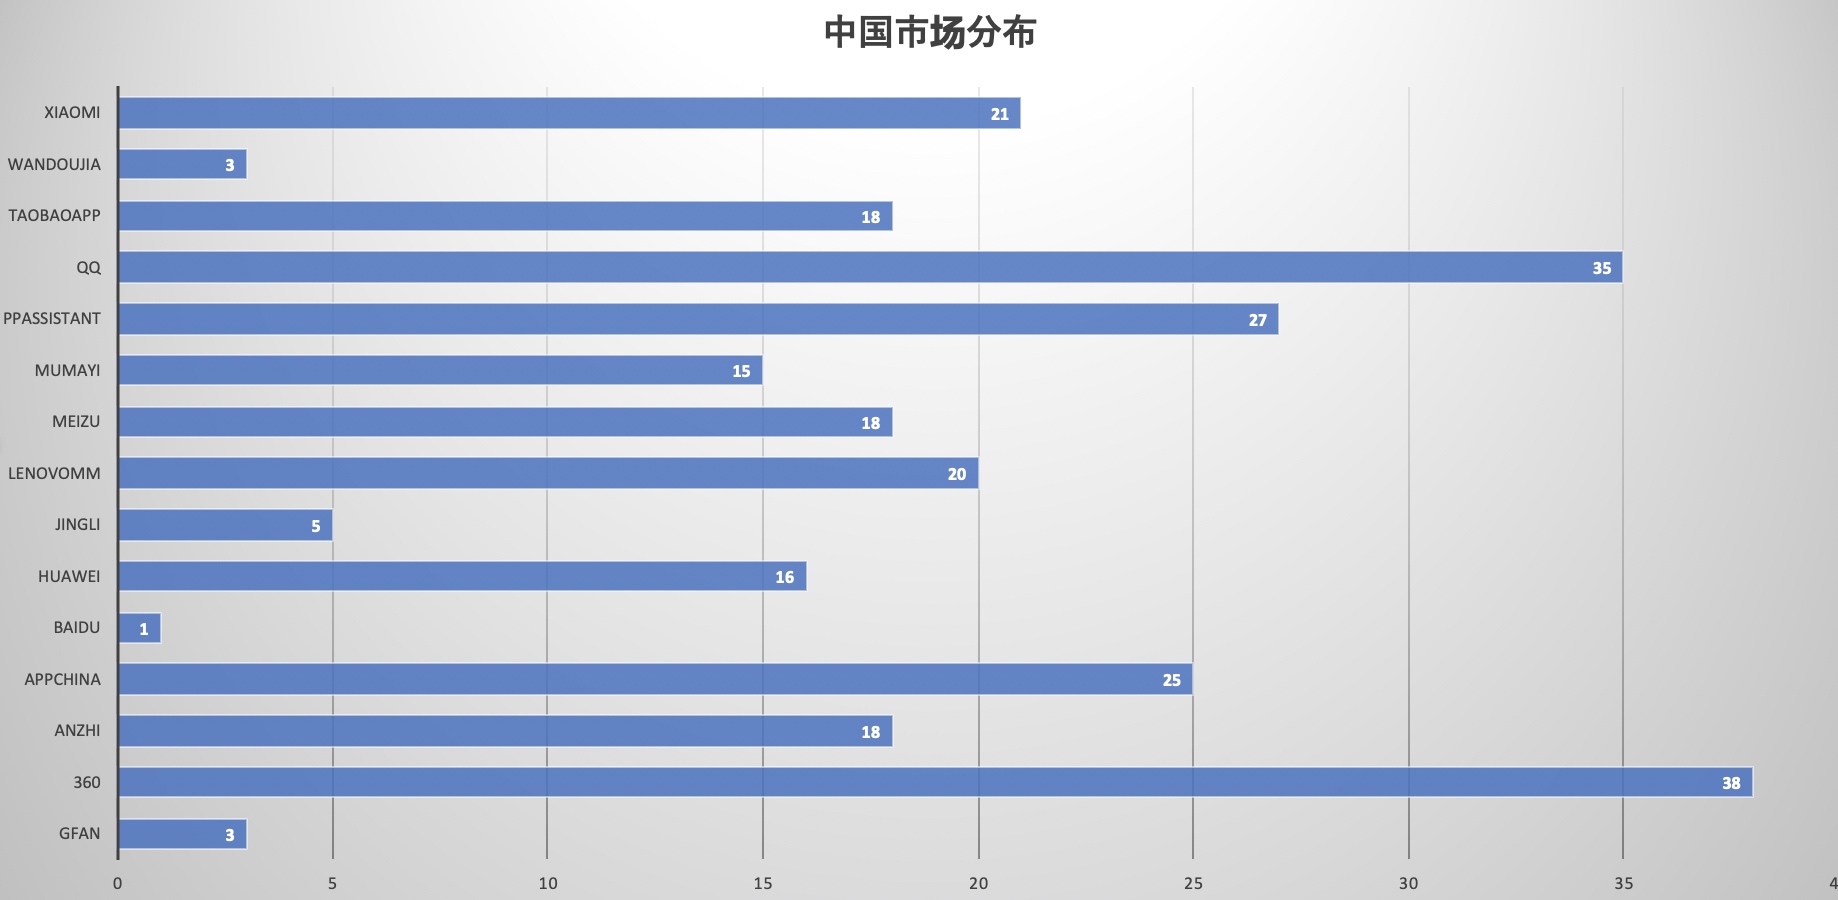 中国市场分布
XIAOMI 21
WANDOUJIA 3
TAOBAOAPP 18
QQ 35
PPASSISTANT 27
MUMAYI 15
MEIZU 18
LENOVOMM 20
JINGLI 5
HUAWEI 16
BAIDU 1
APPCHINA 25
ANZHI 18
360 38
GFAN 3
0 5 10 15 20 25 30 35